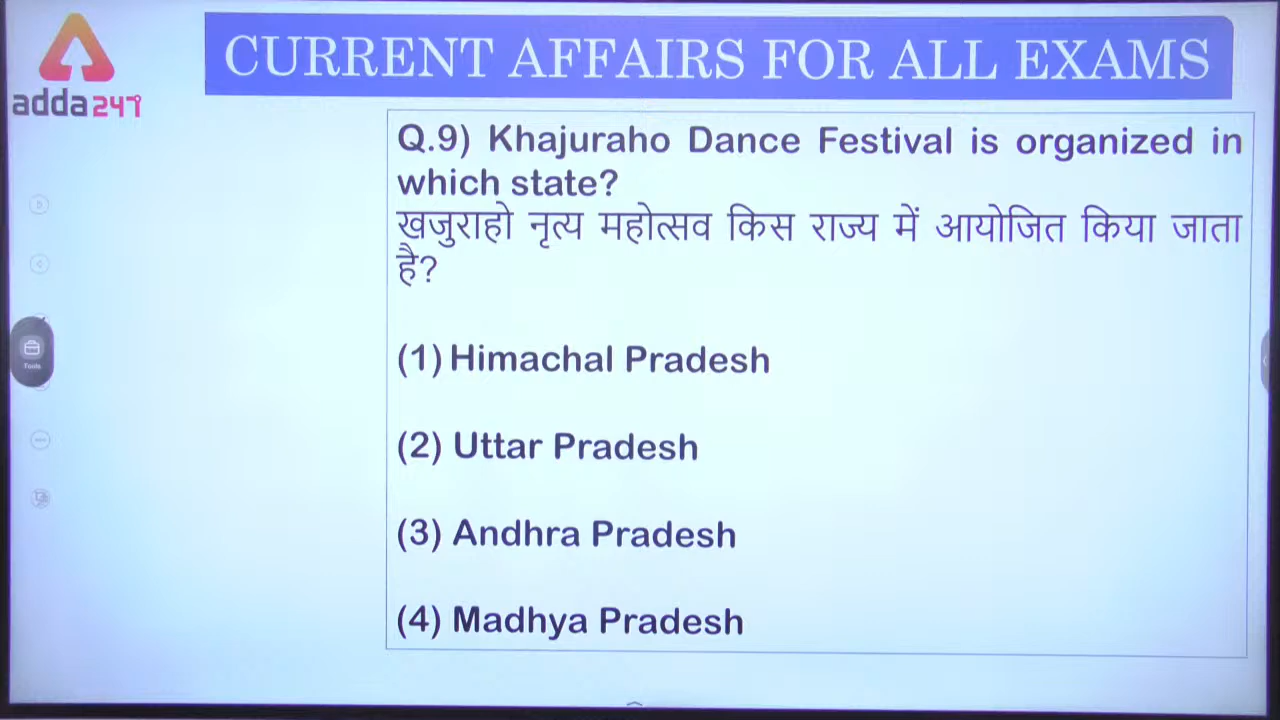 CURRENT AFFAIRS FOR ALL EXAMS
adda247
Q.9) Khajuraho Dance Festival is organized in
which state?
खजुराहो नृत्य महोत्सव किस राज्य में आयोजित किया जाता
है?
(1) Himachal Pradesh
Tools
(2) Uttar Pradesh
(3) Andhra Pradesh
(4) Madhya Pradesh